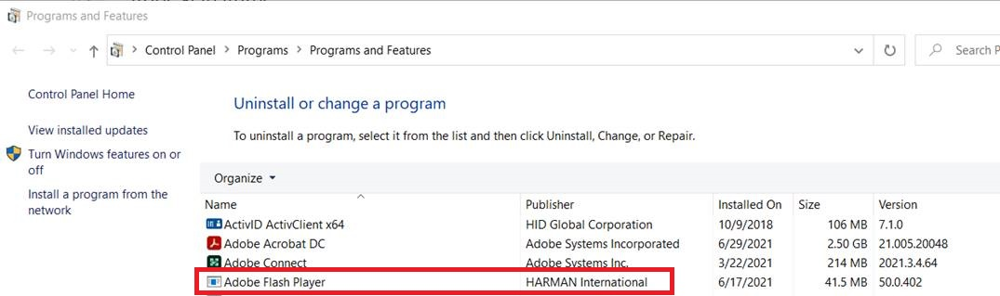 Programs and Features
Control Panel > Programs > Programs and Features
Search P
Control Panel Home
View installed updates
Turn Windows features on or
off
Install a program from the
network
Uninstall or change a program
To uninstall a program, select it from the list and then click Uninstall, Change, or Repair.
Organize
Name Publisher Installed On Size Version
ActivID ActivClient x64 HID Global Corporation 10/9/2018 106 MB 7.1.0
Adobe Acrobat DC Adobe Systems Incorporated 6/29/2021 2.50 GB 21.005.20048
Adobe Connect Adobe Systems Inc. 3/22/2021 214 MB 2021.3.4.64
Adobe Flash Player HARMAN International 6/17/2021 41.5 MB 50.0.402